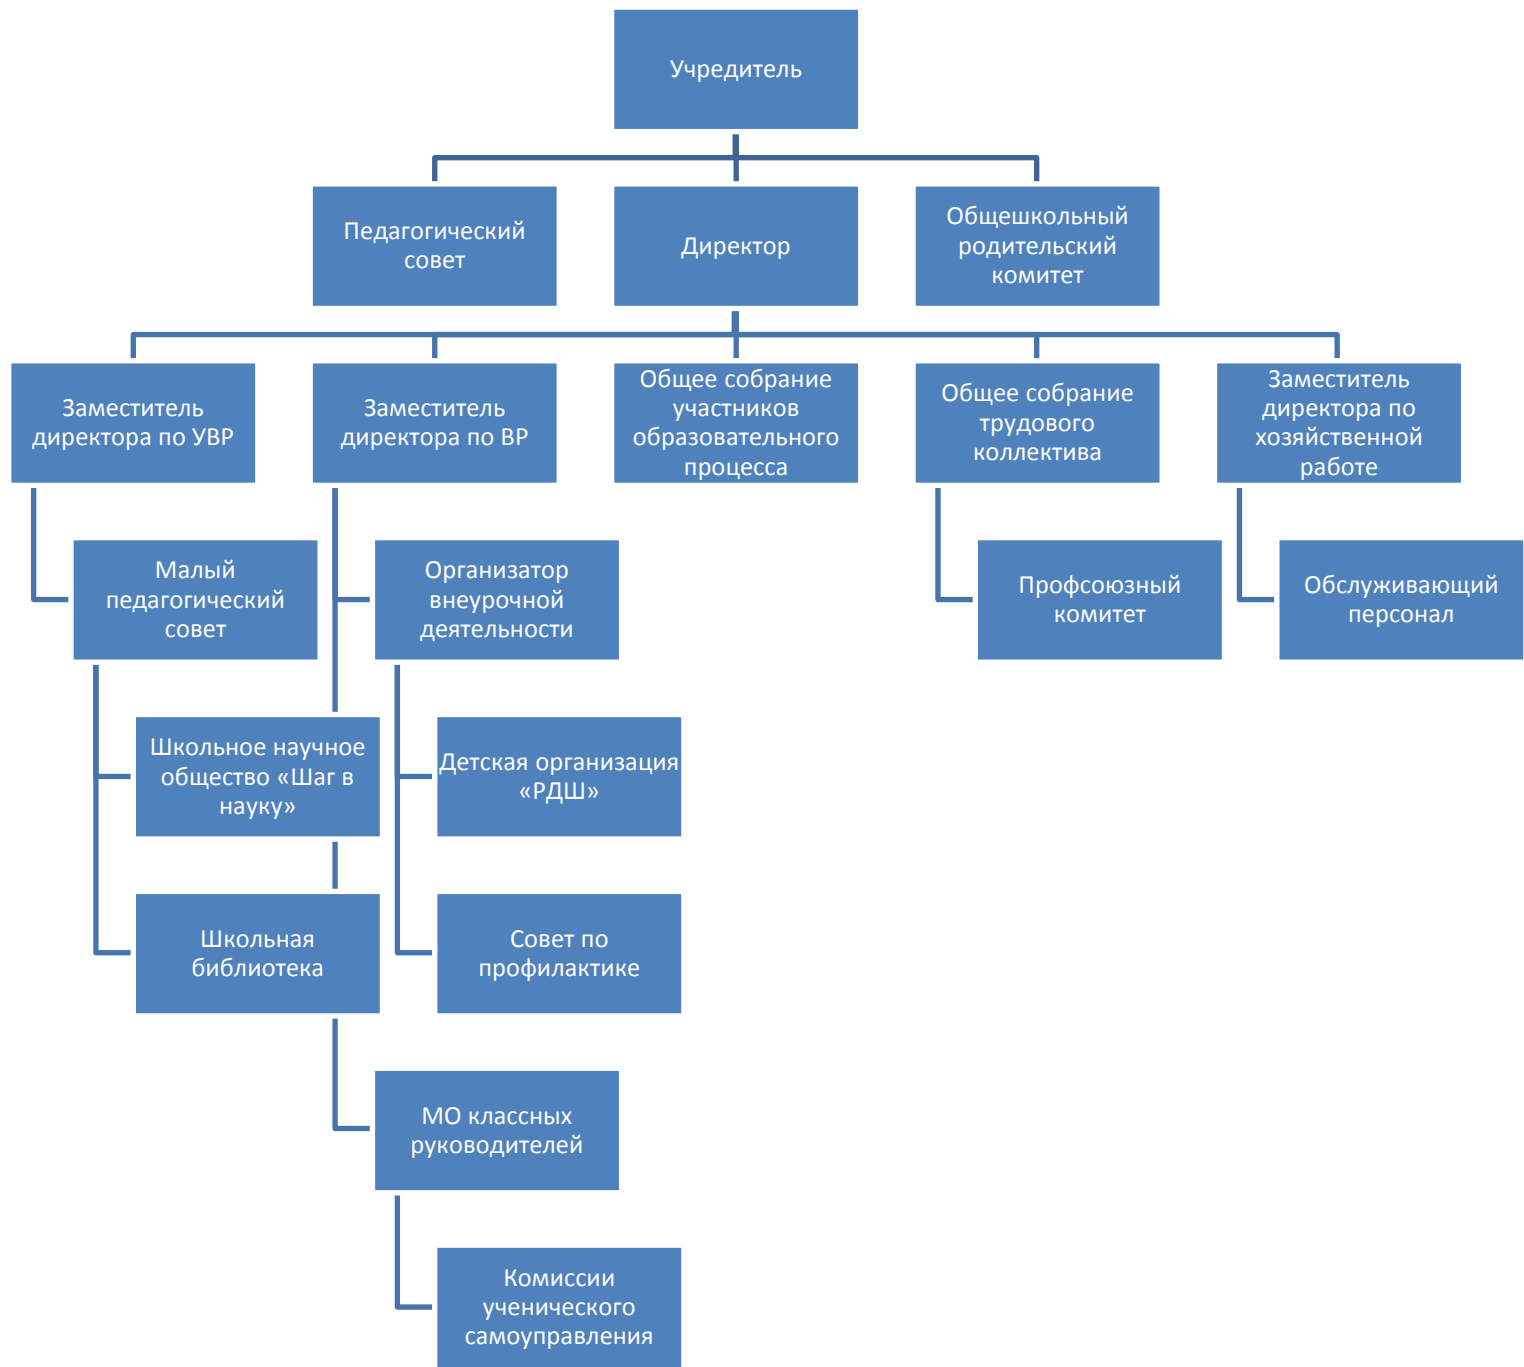 Учредитель
Педагогический
совет
Директор
Общешкольный
родительский
комитет
Заместитель
директора по УВР
Заместитель
директора по ВР
Общее собрание
участников
образовательного
процесса
Общее собрание
трудового
коллектива
Заместитель
директора по
хозяйственной
работе
Малый
педагогический
совет
Организатор
внеурочной
деятельности
Профсоюзный
комитет
Обслуживающий
персонал
Школьное научное
общество «Шаг в
науку»
Детская организация
«РДШ»
Школьная
библиотека
Совет по
профилактике
МО классных
руководителей
Комиссии
ученического
самоуправления